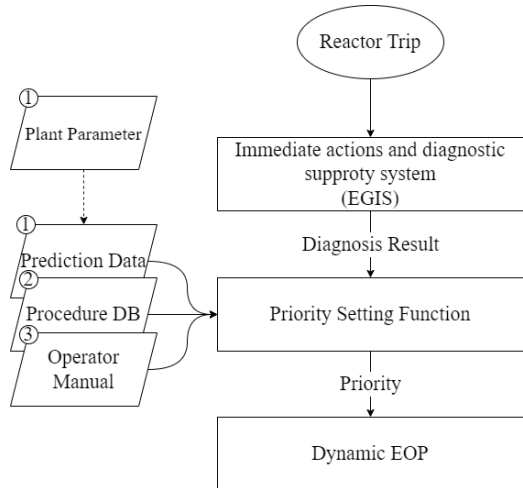 Reactor Trip
①
Plant Parameter
Immediate actions and diagnostic
supproty system
(EGIS)
Diagnosis Result
①
Prediction Data
②
Procedure DB
③
Operator
Manual
Priority Setting Function
Priority
Dynamic EOP